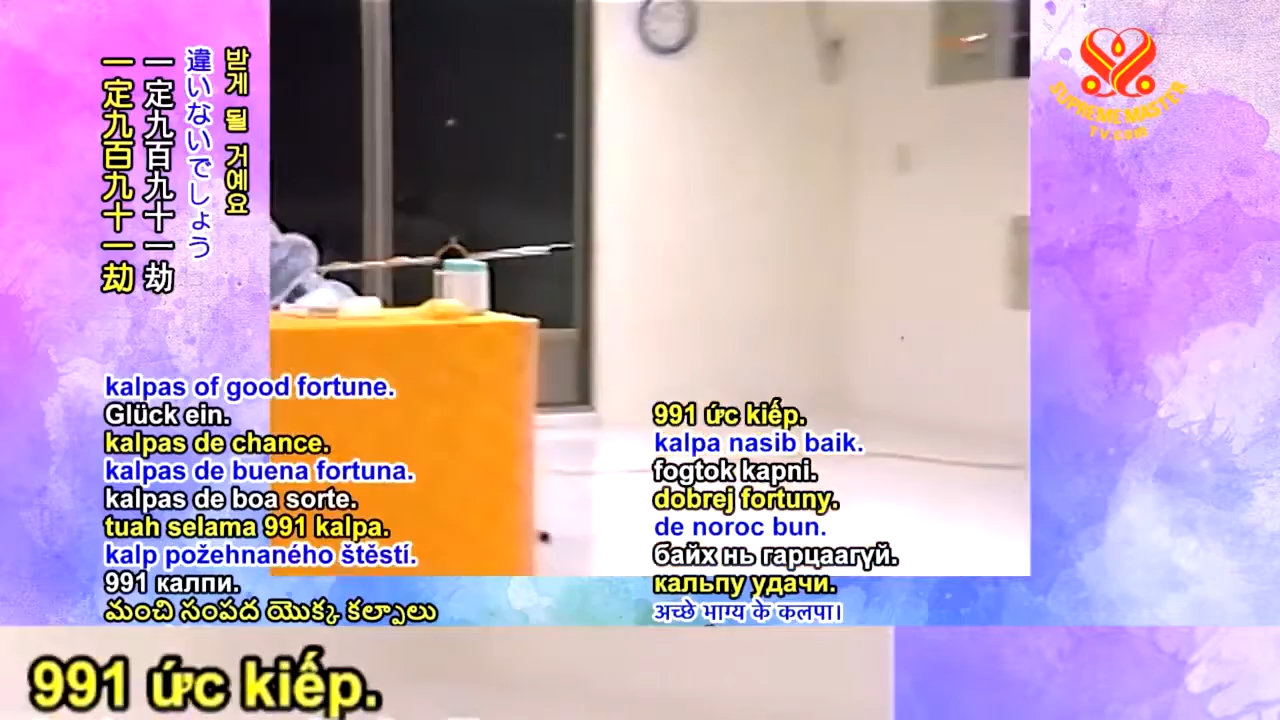 받게 될 거예요
違いないでしょう
一定九百九十一劫
一定九百九十一劫
SUPREME MASTER
TV.COM
kalpas of good fortune.
Glück ein.
kalpas de chance.
kalpas de buena fortuna.
kalpas de boa sorte.
tuah selama 991 kalpa.
kalp požehnaného štěstí.
991 калпи.
మంచి సంపద యొక్క కల్పాలు
991 ức kiếp.
kalpa nasib baik.
fogtok kapni.
dobrej fortuny.
de noroc bun.
байх нь гарцаагүй.
кальпу удачи.
अच्छे भाग्य के कलपा।
991 ức kiếp.